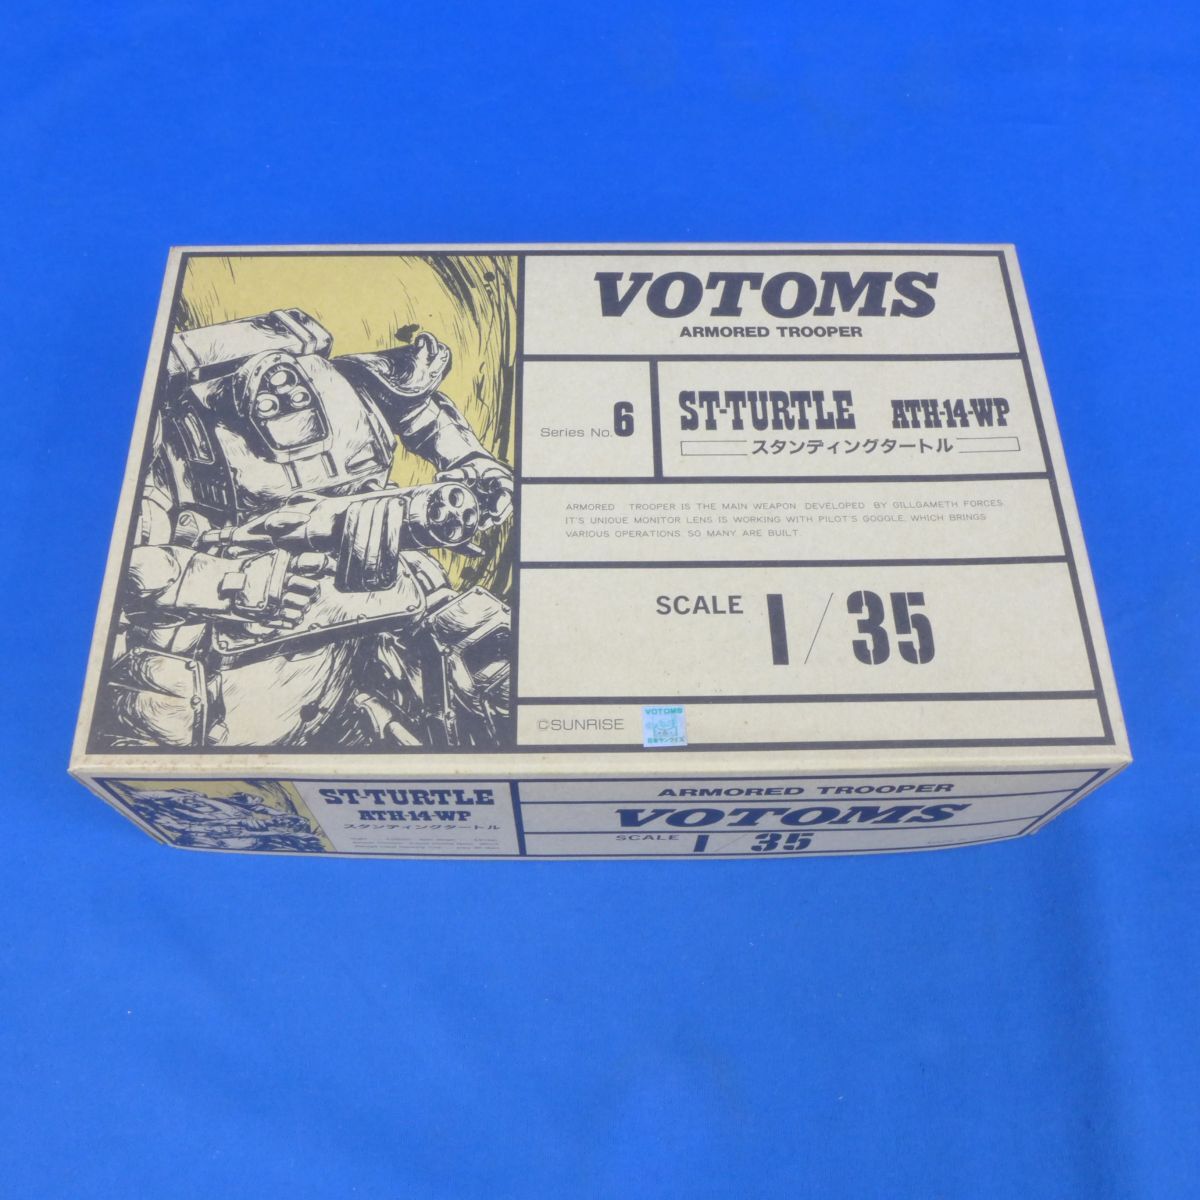 VOTOMS
ARMORED TROOPER
Series No. 6
ST-TURTLE ATH-14-WP
スタンディングタートル
ARMORED TROOPER IS THE MAIN WEAPON DEVELOPED BY GILLGAMETH FORCES.
IT'S UNIQUE MONITOR LENS IS WORKING WITH PILOT'S GOGGLE, WHICH BRINGS
VARIOUS OPERATIONS. SO MANY ARE BUILT.
SCALE 1/35
©SUNRISE
VOTOMS
ST-TURTLE
ATH-14-WP
スタンディングタートル
ARMORED TROOPER
VOTOMS
SCALE 1/35